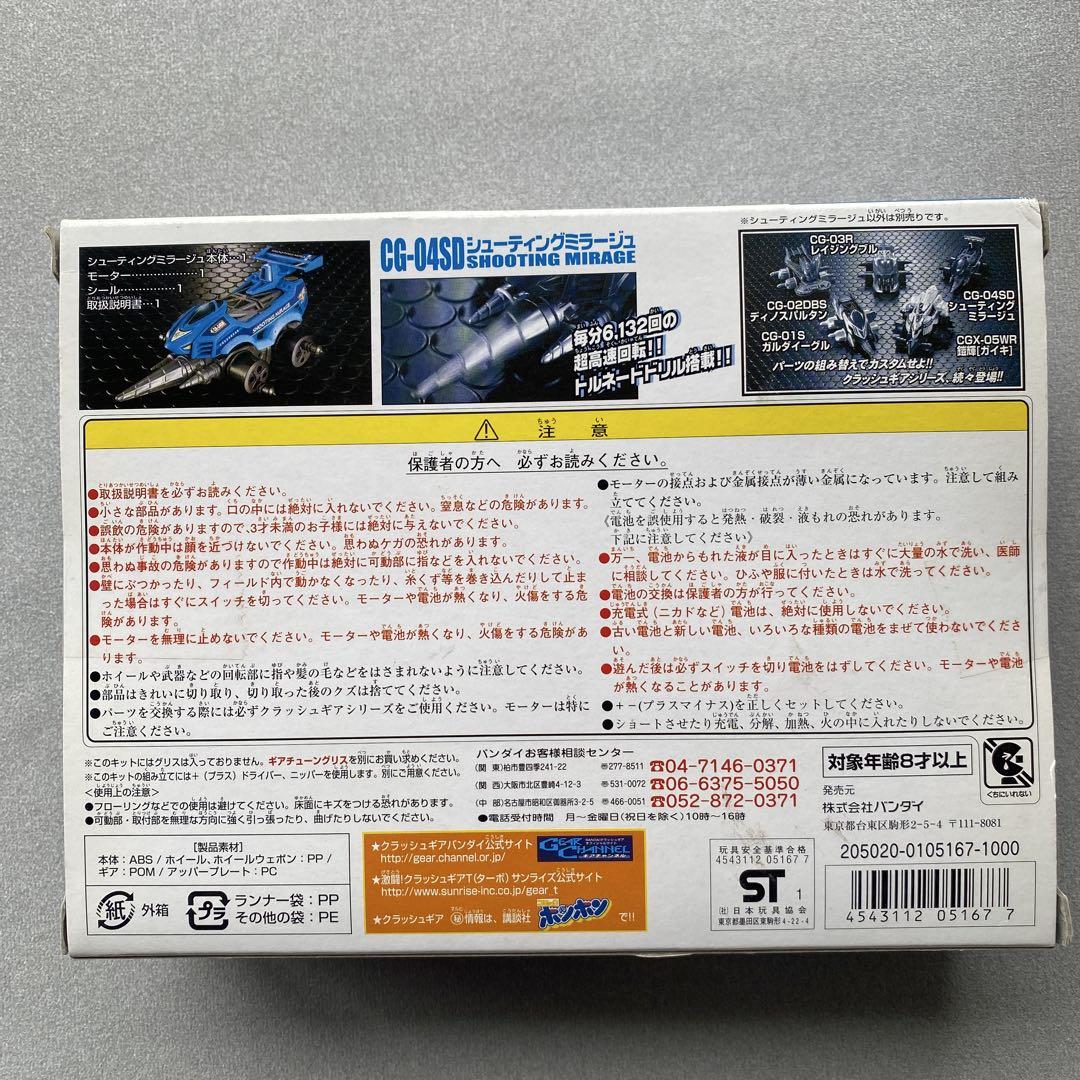 シューティングミラージュ本体…1
モーター………………1
シール………………1
取扱説明書…1
SHOOTING MIRAGE
CG-04SD シューティングミラージュ
SHOOTING MIRAGE
毎分6,132回の
超高速回転!!
トルネードドリル搭載!!
※シューティングミラージュ以外は別売りです。
CG-03R
レイジングブル
CG-02DBS
ディノスパルタン
CG-01S
ガルダイーグル
CG-04SD
シューティング
ミラージュ
CGX-05WR
鎧輝[ガイキ]
パーツの組み替えでカスタムせよ!!
クラッシュギアシリーズ、続々登場!!
注意
保護者の方へ 必ずお読みください。
●取扱説明書を必ずお読みください。
●小さな部品があります。口の中には絶対に入れないでください。窒息などの危険があります。
●誤飲の危険がありますので、3才未満のお子様には絶対に与えないでください。
●本体が作動中は顔を近づけないでください。思わぬケガの恐れがあります。
●思わぬ事故の危険がありますので作動中は絶対に可動部に指などを入れないでください。
●壁にぶつかったり、フィールド内で動かなくなったり、糸くず等を巻き込んだりして止ま
った場合はすぐにスイッチを切ってください。モーターや電池が熱くなり、火傷をする危
険があります。
●モーターを無理に止めないでください。モーターや電池が熱くなり、火傷をする危険があ
ります。
●ホイールや武器などの回転部に指や髪の毛などをはさまれないように注意してください。
●部品はきれいに切り取り、切り取った後のクズは捨ててください。
●パーツを交換する際には必ずクラッシュギアシリーズをご使用ください。モーターは特に
ご注意ください。
●モーターの接点および金属接点が薄い金属になっています。注意して組み
立ててください。
《電池を誤使用すると発熱・破裂・液もれの恐れがあります。
下記に注意してください》
●万一、電池からもれた液が目に入ったときはすぐに大量の水で洗い、医師
に相談してください。ひふや服に付いたときは水で洗ってください。
●電池の交換は保護者の方が行ってください。
●充電式(ニカドなど)電池は、絶対に使用しないでください。
●古い電池と新しい電池、いろいろな種類の電池をまぜて使わないでくださ
い。
●遊んだ後は必ずスイッチを切り電池をはずしてください。モーターや電池
が熱くなることがあります。
●+-(プラスマイナス)を正しくセットしてください。
●ショートさせたり充電、分解、加熱、火の中に入れたりしないでください。
※このキットにはグリスは入っておりません。ギアチューングリスを別にお買い求めください。
※このキットの組み立てには+(プラス)ドライバー、ニッパーを使用します。別にご用意ください。
<使用上の注意>
●フローリングなどでの使用は避けてください。床面にキズをつける恐れがあります。
●可動部・取付部を無理な方向に強く引っ張ったり、曲げたりしないでください。
バンダイお客様相談センター
(関 東)柏市豊四季241-22 〒277-8511 ☎04-7146-0371
(関 西)大阪市北区豊崎4-12-3 〒531-0072 ☎06-6375-5050
(中 部)名古屋市昭和区御器所3-2-5 〒466-0051 ☎052-872-0371
●電話受付時間 月〜金曜日(祝日を除く)10時〜16時
対象年齢8才以上
くちにいれない
発売元
株式会社バンダイ
東京都台東区駒形2-5-4 〒111-8081
[製品素材]
本体:ABS / ホイール、ホイールウェポン:PP /
ギア:POM / アッパープレート:PC
紙 外箱
プラ ランナー袋:PP
その他の袋:PE
★クラッシュギアバンダイ公式サイト
http://gear.channel.or.jp/
GEAR CHANNEL
ギアチャンネル
★激闘!クラッシュギアT(ターボ)サンライズ公式サイト
http://www.sunrise-inc.co.jp/gear_t
★クラッシュギア㊙情報は、講談社 ボンボン で!!
玩具安全基準合格
4543112 05167 7
ST 1
(社)日本玩具協会
東京都墨田区東駒形4-22-4
205020-0105167-1000
4543112 05167 7